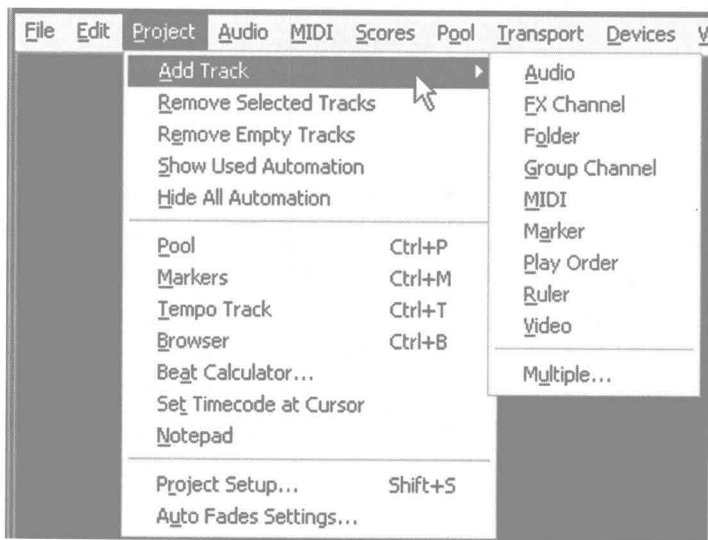 File Edit Project Audio MIDI Scores Pool Transport Devices
Add Track
Remove Selected Tracks
Remove Empty Tracks
Show Used Automation
Hide All Automation
Pool Ctrl+P
Markers Ctrl+M
Tempo Track Ctrl+T
Browser Ctrl+B
Beat Calculator...
Set Timecode at Cursor
Notepad
Project Setup... Shift+S
Auto Fades Settings...
Audio
FX Channel
Folder
Group Channel
MIDI
Marker
Play Order
Ruler
Video
Multiple...